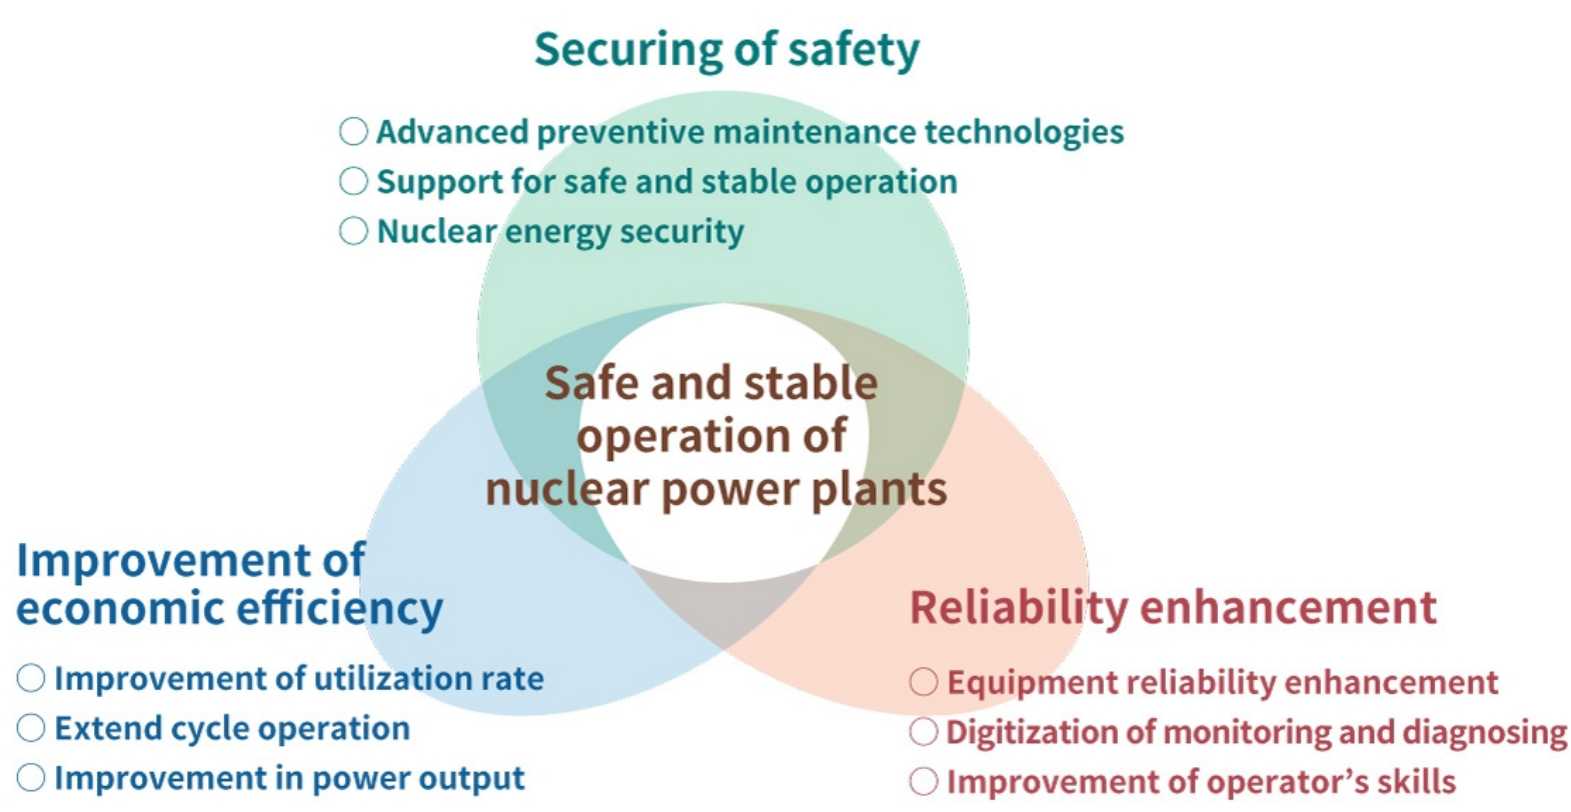 Securing of safety
○ Advanced preventive maintenance technologies
○ Support for safe and stable operation
○ Nuclear energy security
Safe and stable
operation of
nuclear power plants
Improvement of
economic efficiency
○ Improvement of utilization rate
○ Extend cycle operation
○ Improvement in power output
Reliability enhancement
○ Equipment reliability enhancement
○ Digitization of monitoring and diagnosing
○ Improvement of operator’s skills